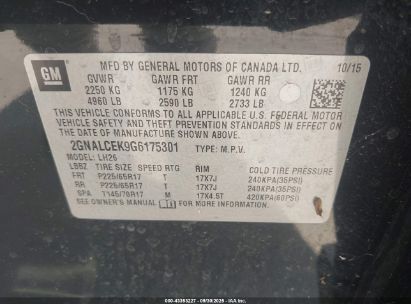 GM
MFD BY GENERAL MOTORS OF CANADA LTD. 10/15
GVWR GAWR FRT GAWR RR
2250 KG 1175 KG 1240 KG
4960 LB 2590 LB 2733 LB
THIS VEHICLE CONFORMS TO ALL APPLICABLE U.S. FEDERAL MOTOR
VEHICLE SAFETY AND THEFT PREVENTION STANDARDS IN EFFECT
ON THE DATE OF MANUFACTURE SHOWN ABOVE.
2GNALCEK9G6175301 TYPE: M.P.V.
LSBZ LH26
TIRE SIZE SPEED RTG RIM COLD TIRE PRESSURE
FRT P225/65R17 T 17X7J 240KPA(35PSI)
RR P225/65R17 T 17X7J 240KPA(35PSI)
SPA T145/70R17 M 17X4.5T 420KPA(60PSI)
SEE OWNER'S MANUAL FOR MORE INFORMATION.